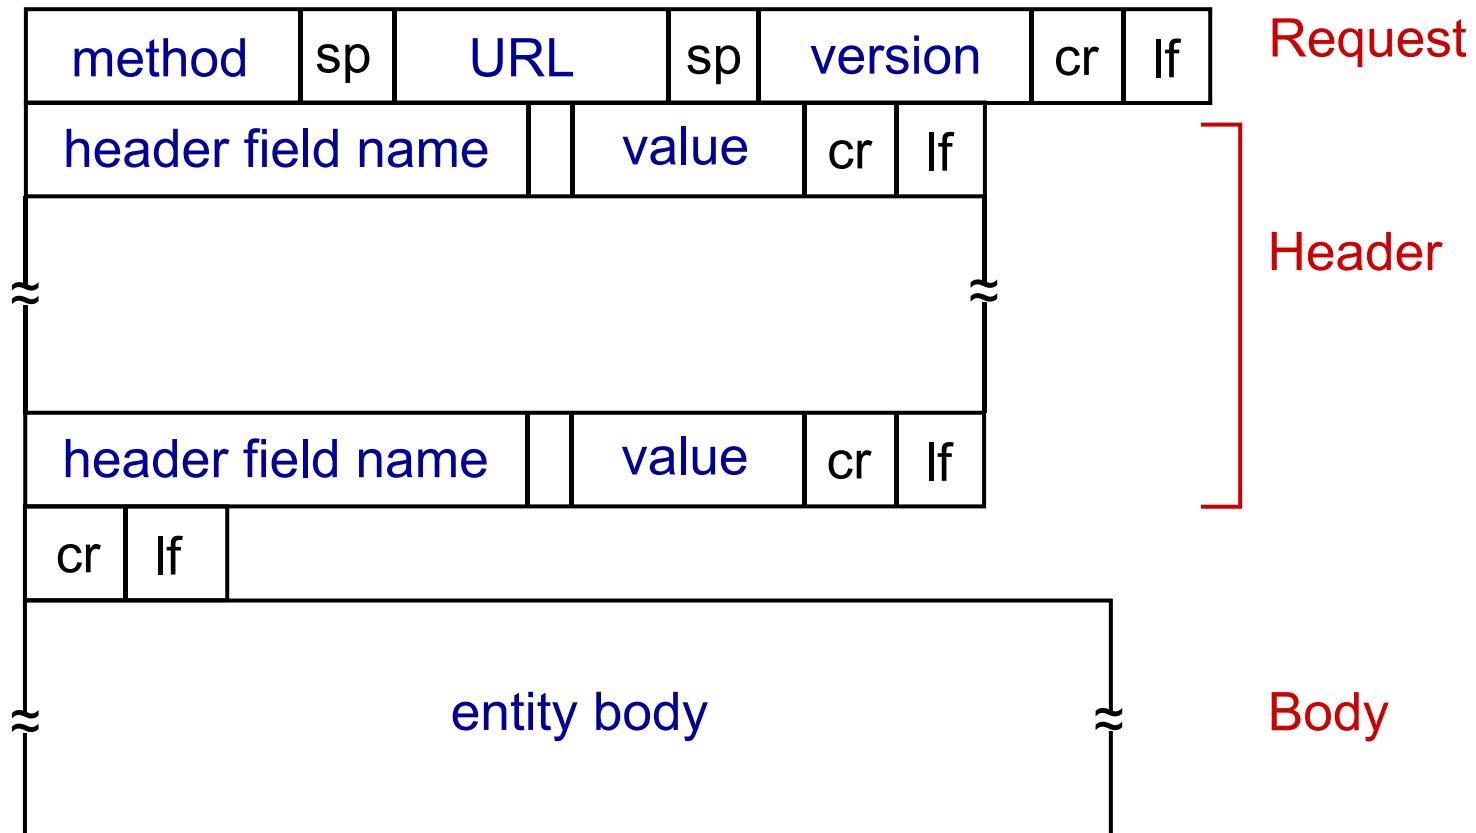 method sp URL sp version cr lf Request
header field name value cr lf
Header
header field name value cr lf
cr lf
entity body Body